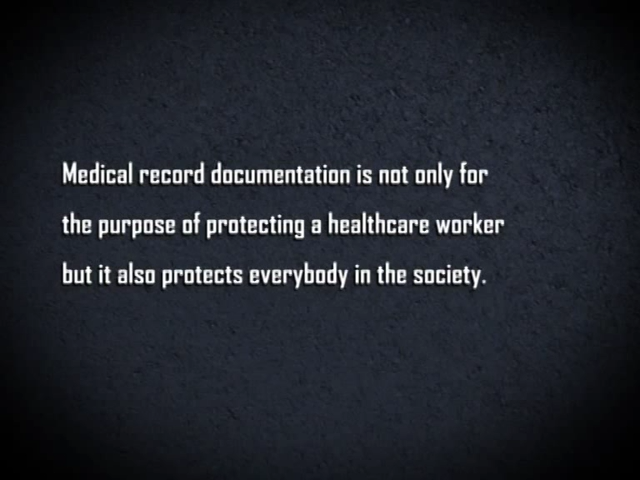 Medical record documentation is not only for
the purpose of protecting a healthcare worker
but it also protects everybody in the society.